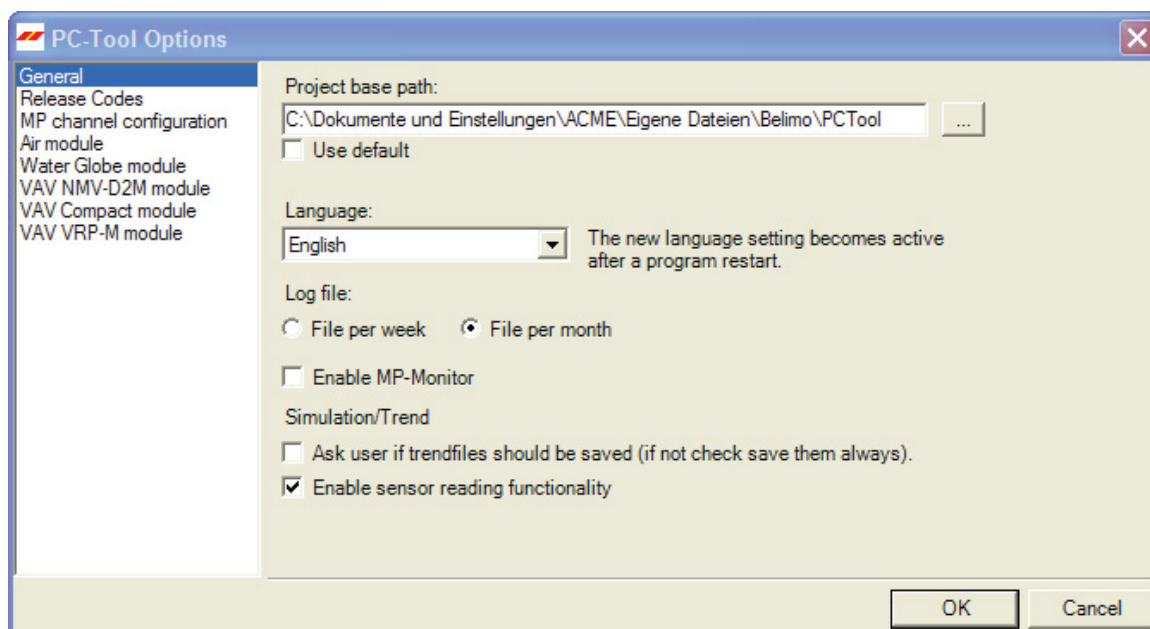 PC-Tool Options
General
Release Codes
MP channel configuration
Air module
Water Globe module
VAV NMV-D2M module
VAV Compact module
VAV VRP-M module
Project base path:
C:\Dokumente und Einstellungen\ACME\Eigene Dateien\Belimo\PCTool
...
Use default
Language:
English
The new language setting becomes active
after a program restart.
Log file:
File per week
File per month
Enable MP-Monitor
Simulation/Trend
Ask user if trendfiles should be saved (if not check save them always).
Enable sensor reading functionality
OK
Cancel